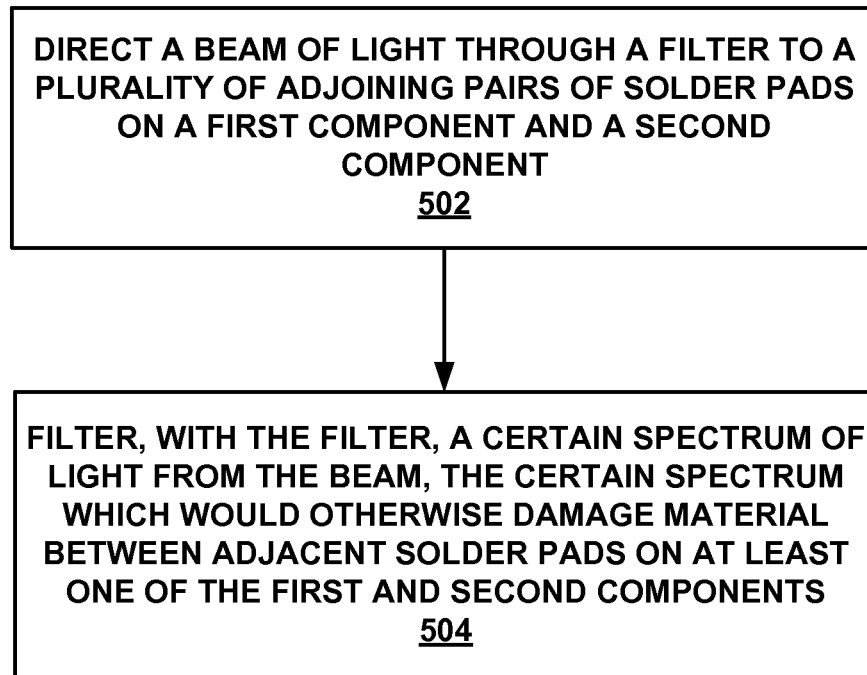 DIRECT A BEAM OF LIGHT THROUGH A FILTER TO A
PLURALITY OF ADJOINING PAIRS OF SOLDER PADS
ON A FIRST COMPONENT AND A SECOND
COMPONENT
502
FILTER, WITH THE FILTER, A CERTAIN SPECTRUM OF
LIGHT FROM THE BEAM, THE CERTAIN SPECTRUM
WHICH WOULD OTHERWISE DAMAGE MATERIAL
BETWEEN ADJACENT SOLDER PADS ON AT LEAST
ONE OF THE FIRST AND SECOND COMPONENTS
504